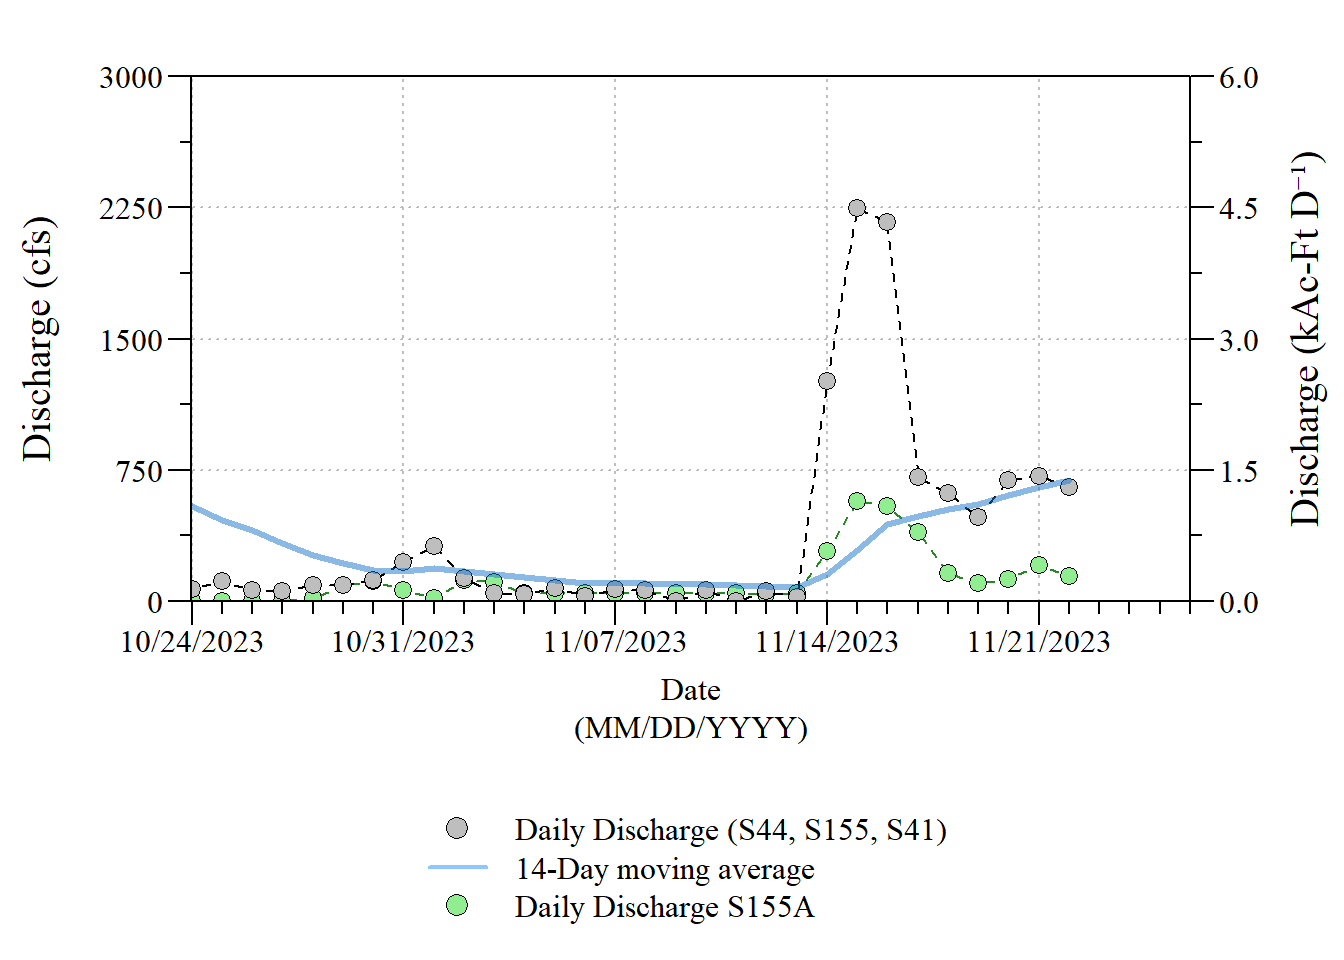 3000
2250
1500
750
0
Discharge (cfs)
6.0
4.5
3.0
1.5
0.0
Discharge (kAc-Ft D⁻¹)
10/24/2023 10/31/2023 11/07/2023 11/14/2023 11/21/2023
Date
(MM/DD/YYYY)
Daily Discharge (S44, S155, S41)
14-Day moving average
Daily Discharge S155A